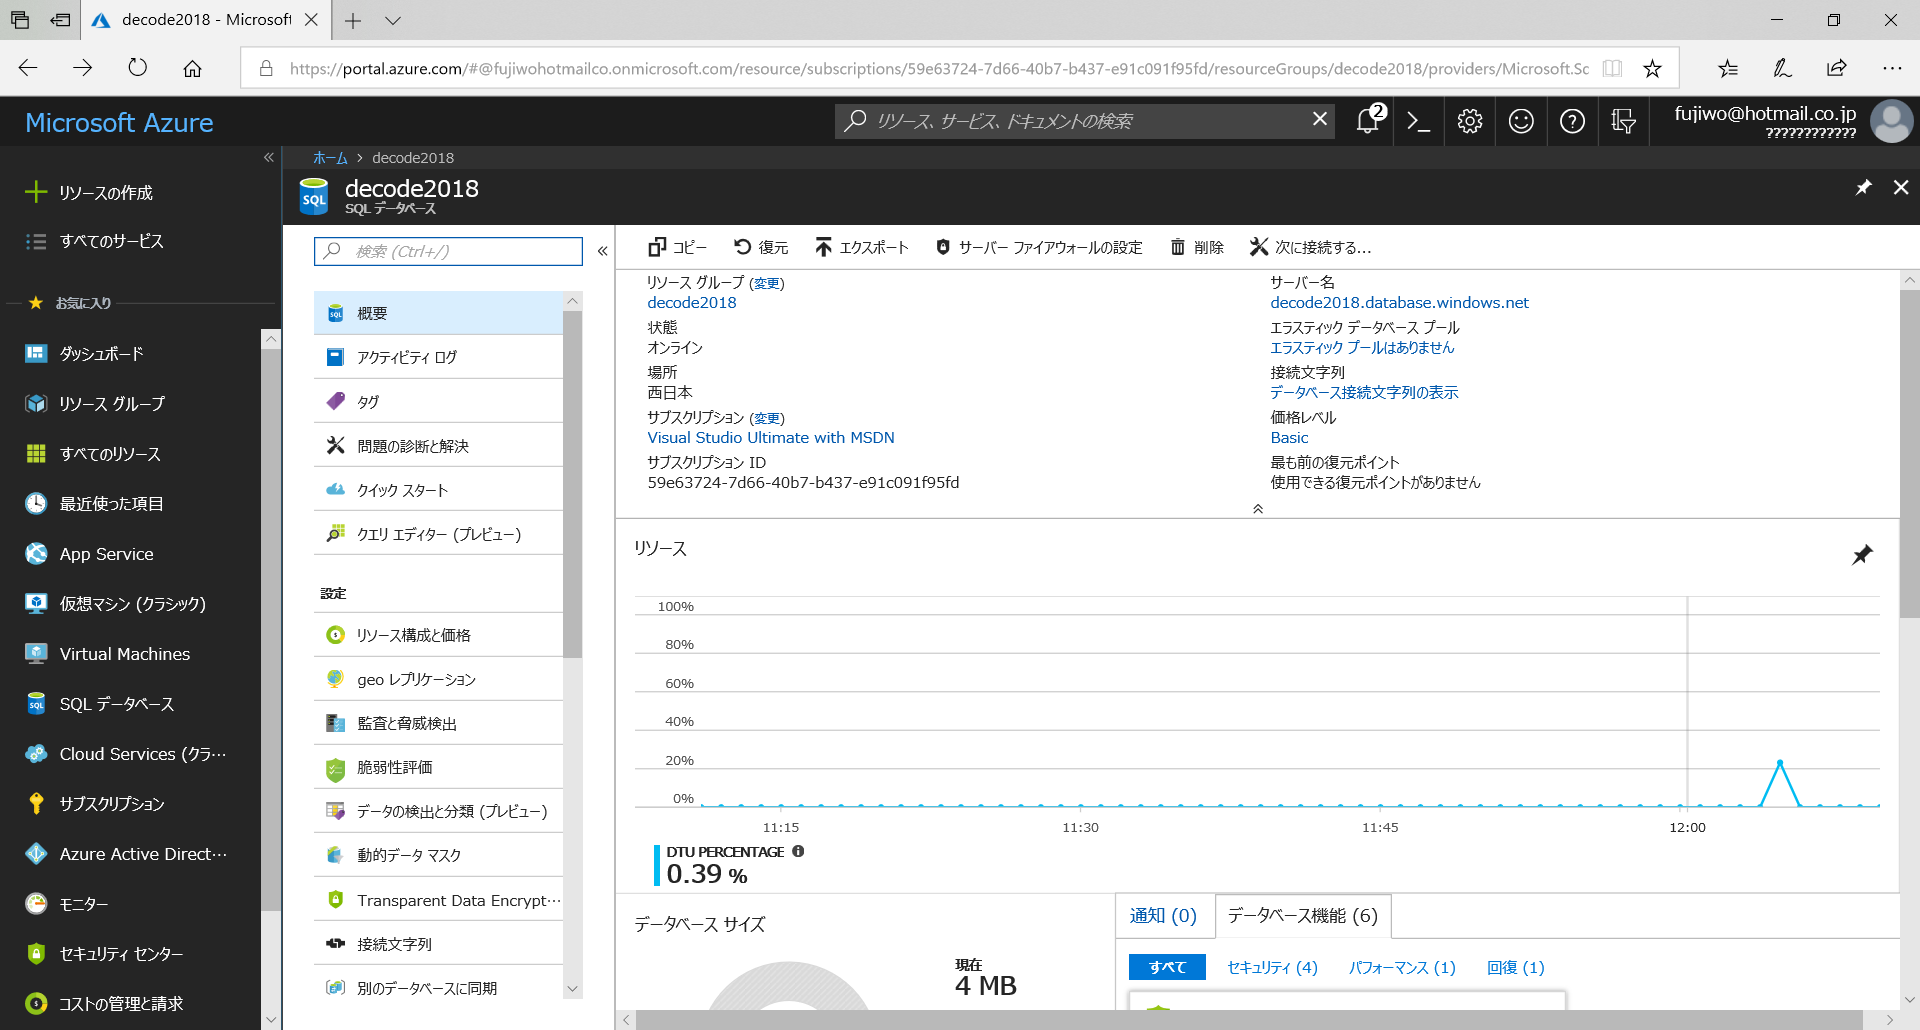 decode2018 - Microsoft
https://portal.azure.com/#@fujiwohotmailco.onmicrosoft.com/resource/subscriptions/59e63724-7d66-40b7-b437-e91c091f95fd/resourceGroups/decode2018/providers/Microsoft.Sc
Microsoft Azure
リソース、サービス、ドキュメントの検索
2
fujiwo@hotmail.co.jp
????????????
ホーム > decode2018
SQL
decode2018
SQL データベース
リソースの作成
すべてのサービス
お気に入り
ダッシュボード
リソース グループ
すべてのリソース
最近使った項目
App Service
仮想マシン (クラシック)
Virtual Machines
SQL データベース
Cloud Services (クラ…
サブスクリプション
Azure Active Direct…
モニター
セキュリティ センター
コストの管理と請求
検索 (Ctrl+/)
概要
アクティビティ ログ
タグ
問題の診断と解決
クイック スタート
クエリ エディター (プレビュー)
設定
リソース構成と価格
geo レプリケーション
監査と脅威検出
脆弱性評価
データの検出と分類 (プレビュー)
動的データ マスク
Transparent Data Encrypt…
接続文字列
別のデータベースに同期
コピー
復元
エクスポート
サーバー ファイアウォールの設定
削除
次に接続する...
リソース グループ (変更)
decode2018
状態
オンライン
場所
西日本
サブスクリプション (変更)
Visual Studio Ultimate with MSDN
サブスクリプション ID
59e63724-7d66-40b7-b437-e91c091f95fd
サーバー名
decode2018.database.windows.net
エラスティック データベース プール
エラスティック プールはありません
接続文字列
データベース接続文字列の表示
価格レベル
Basic
最も前の復元ポイント
使用できる復元ポイントがありません
リソース
100%
80%
60%
40%
20%
0%
11:15
11:30
11:45
12:00
DTU PERCENTAGE
0.39 %
データベース サイズ
現在
4 MB
通知 (0)
データベース機能 (6)
すべて
セキュリティ (4)
パフォーマンス (1)
回復 (1)